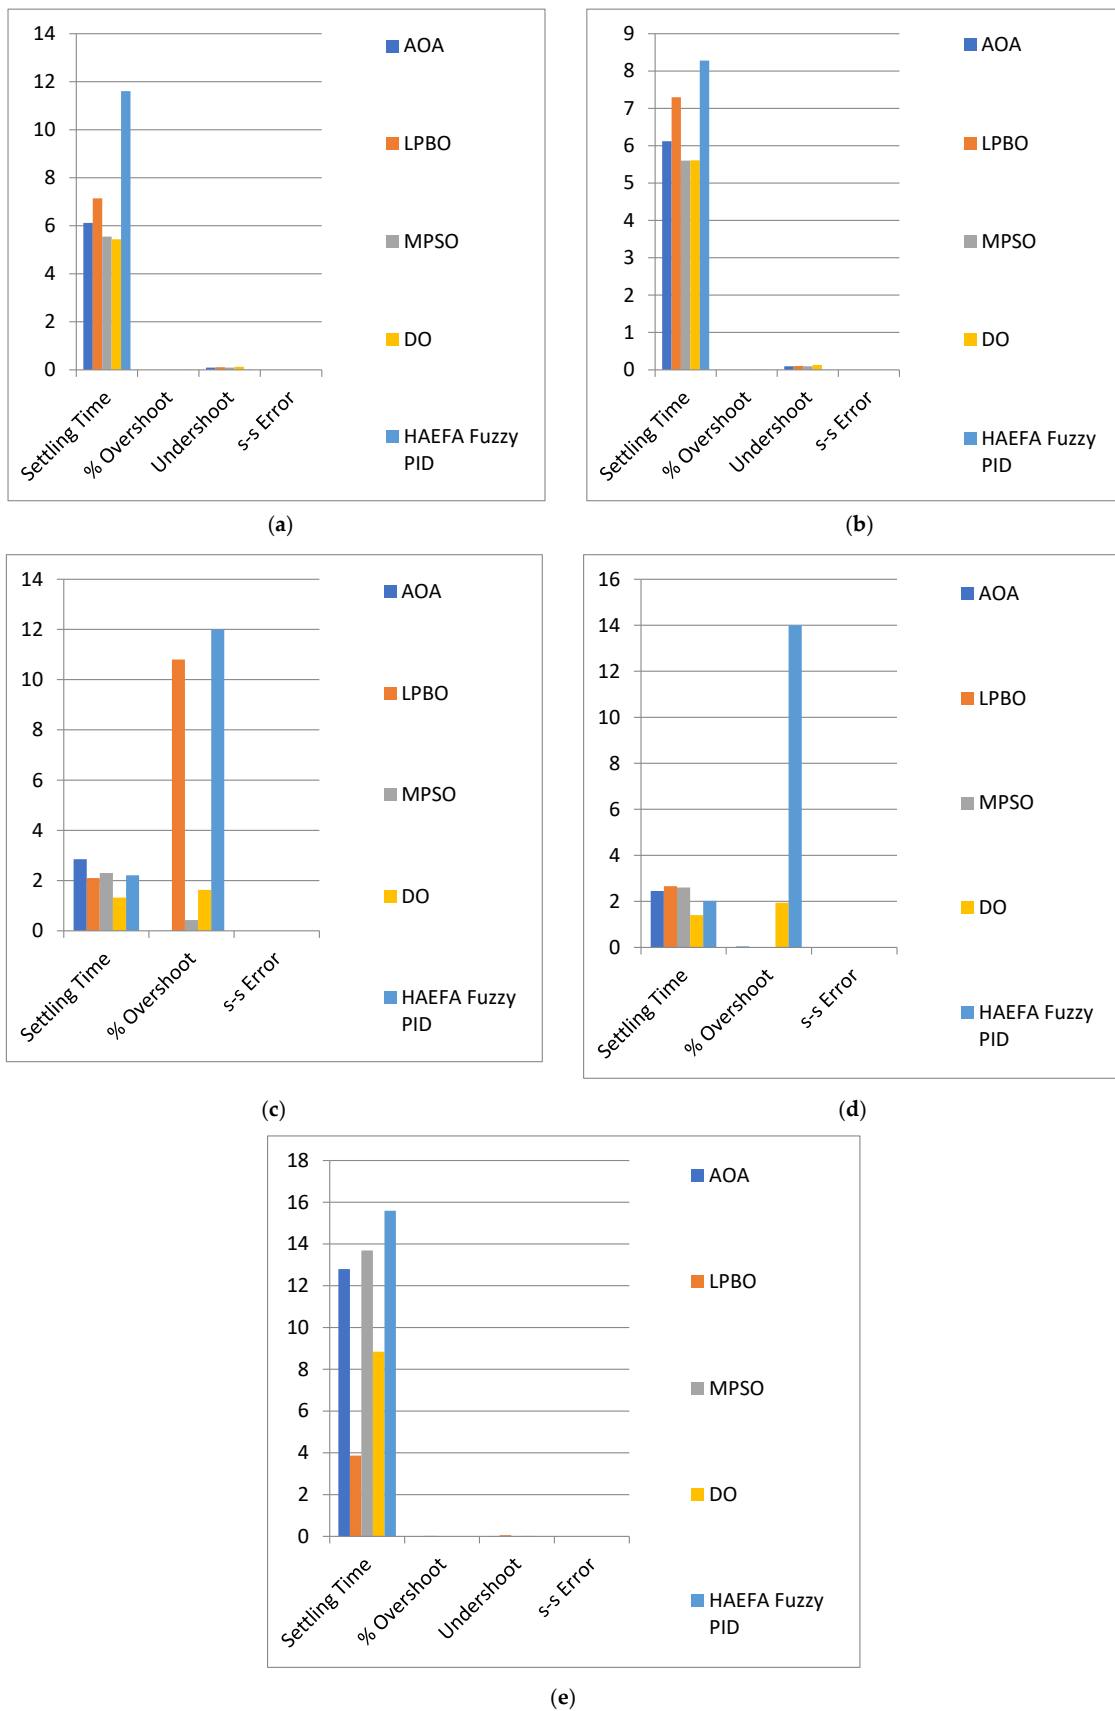 14
12
10
8
6
4
2
0
Settling Time
% Overshoot
Undershoot
s-s Error
AOA
LPBO
MPSO
DO
HAEFA Fuzzy
PID
(a)
9
8
7
6
5
4
3
2
1
0
Settling Time
% Overshoot
Undershoot
s-s Error
AOA
LPBO
MPSO
DO
HAEFA Fuzzy
PID
(b)
14
12
10
8
6
4
2
0
Settling Time
% Overshoot
s-s Error
AOA
LPBO
MPSO
DO
HAEFA Fuzzy
PID
(c)
16
14
12
10
8
6
4
2
0
Settling Time
% Overshoot
s-s Error
AOA
LPBO
MPSO
DO
HAEFA Fuzzy
PID
(d)
18
16
14
12
10
8
6
4
2
0
Settling Time
% Overshoot
Undershoot
s-s Error
AOA
LPBO
MPSO
DO
HAEFA Fuzzy
PID
(e)